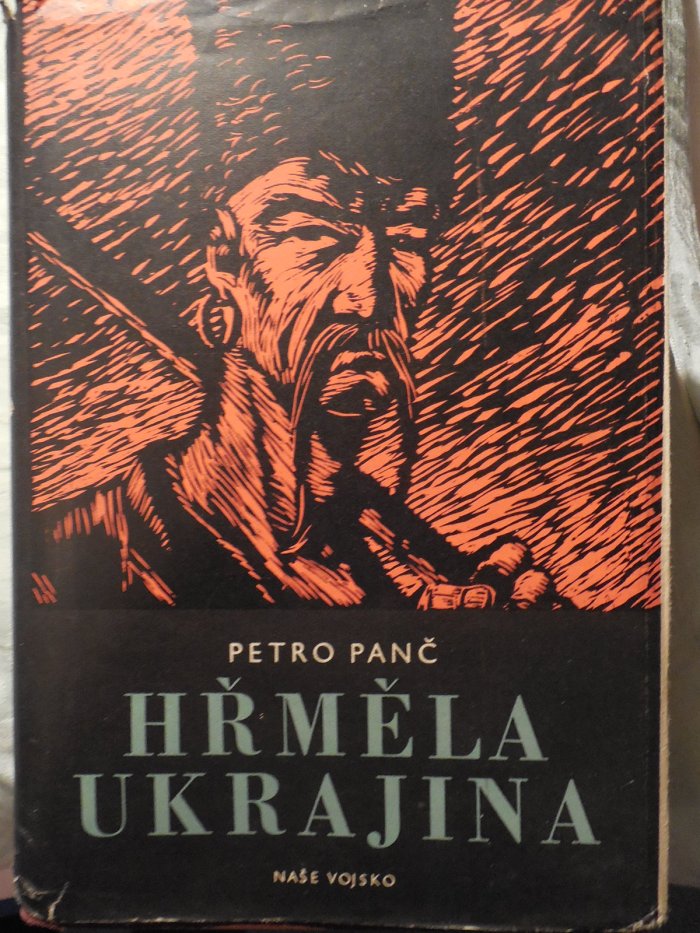 PETRO PANČ
HŘMĚLA
UKRAJINA
NAŠE VOJSKO